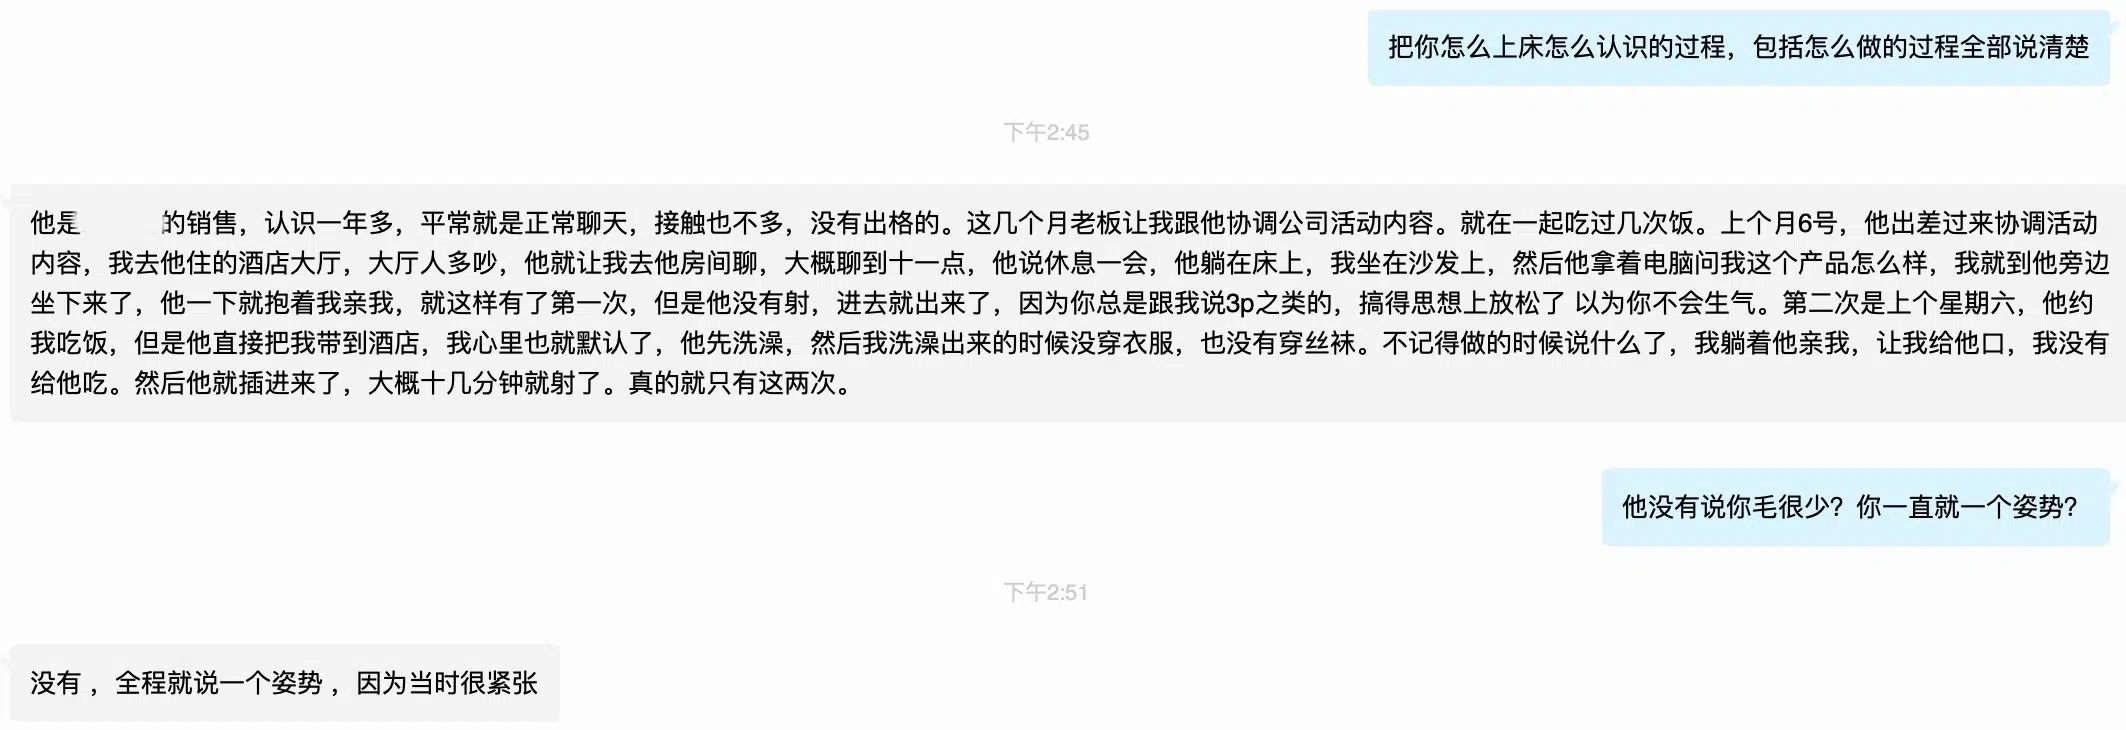 把你怎么上床怎么认识的过程，包括怎么做的过程全部说清楚
下午2:45
他是 的销售，认识一年多，平常就是正常聊天，接触也不多，没有出格的。这几个月老板让我跟他协调公司活动内容。就在一起吃过几次饭。上个月6号，他出差过来协调活动
内容，我去他住的酒店大厅，大厅人多吵，他就让我去他房间聊，大概聊到十一点，他说休息一会，他躺在床上，我坐在沙发上，然后他拿着电脑问我这个产品怎么样，我就到他旁边
坐下来了，他一下就抱着我亲我，就这样有了第一次，但是他没有射，进去就出来了，因为你总是跟我说3p之类的，搞得思想上放松了 以为你不会生气。第二次是上个星期六，他约
我吃饭，但是他直接把我带到酒店，我心里也就默认了，他先洗澡，然后我洗澡出来的时候没穿衣服，也没有穿丝袜。不记得做的时候说什么了，我躺着他亲我，让我给他口，我没有
给他吃。然后他就插进来了，大概十几分钟就射了。真的就只有这两次。
他没有说你毛很少？你一直就一个姿势？
下午2:51
没有 ，全程就说一个姿势 ，因为当时很紧张